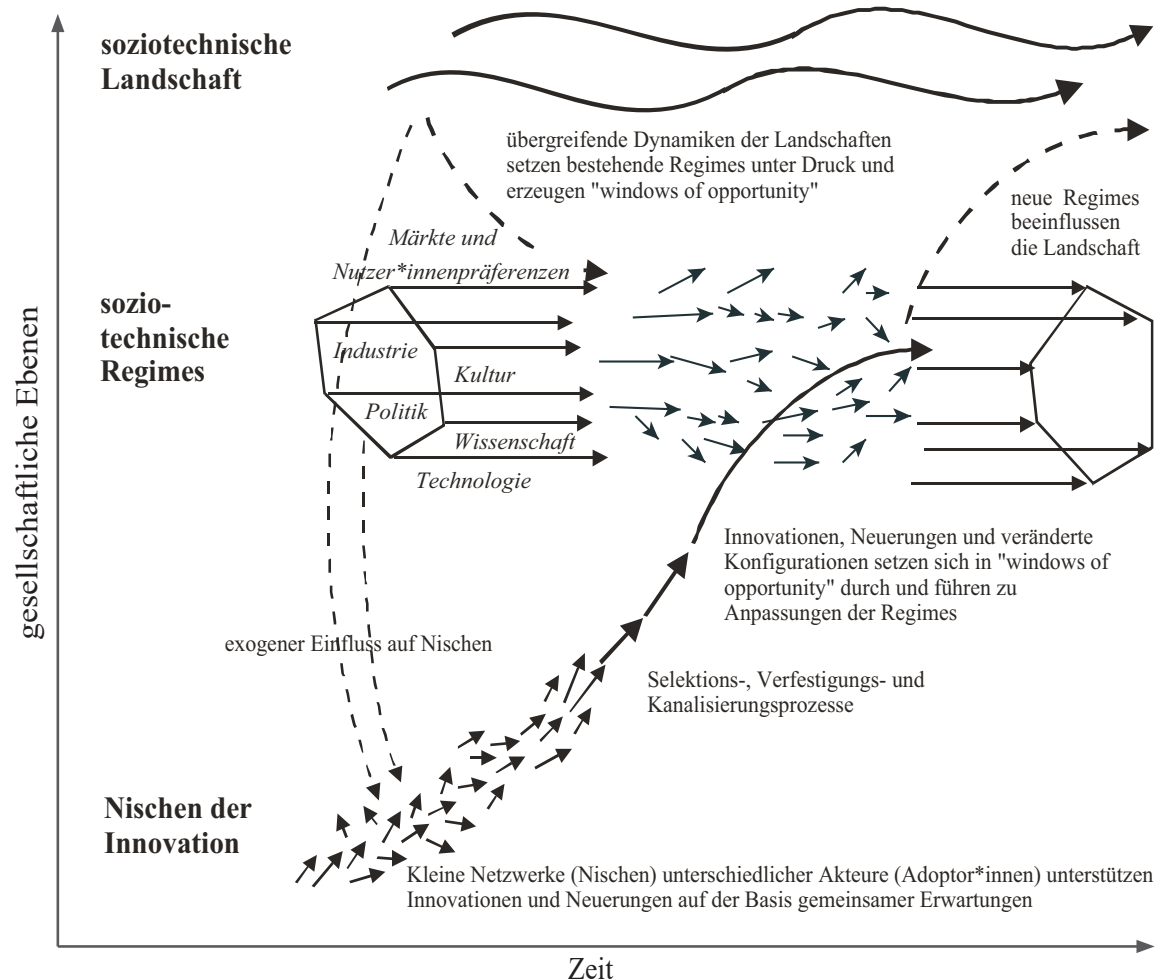 soziotechnische
Landschaft
übergreifende Dynamiken der Landschaften
setzen bestehende Regimes unter Druck und
erzeugen "windows of opportunity"
neue Regimes
beeinflussen
die Landschaft
Märkte und
Nutzer*innenpräferenzen
sozio-
technische
Regimes
Industrie
Kultur
Politik
Wissenschaft
Technologie
gesellschaftliche Ebenen
Innovationen, Neuerungen und veränderte
Konfigurationen setzen sich in "windows of
opportunity" durch und führen zu
Anpassungen der Regimes
exogener Einfluss auf Nischen
Selektions-, Verfestigungs- und
Kanalisierungsprozesse
Nischen der
Innovation
Kleine Netzwerke (Nischen) unterschiedlicher Akteure (Adoptor*innen) unterstützen
Innovationen und Neuerungen auf der Basis gemeinsamer Erwartungen
Zeit